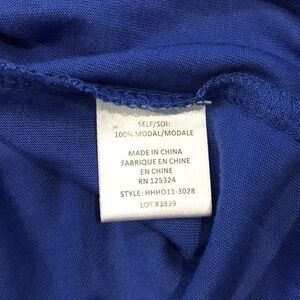 SELF/SOI:
100% MODAL/MODALE
MADE IN CHINA
FABRIQUE EN CHINE
EN CHINE
RN 125324
STYLE: HHHO11-3028
LOT #3839